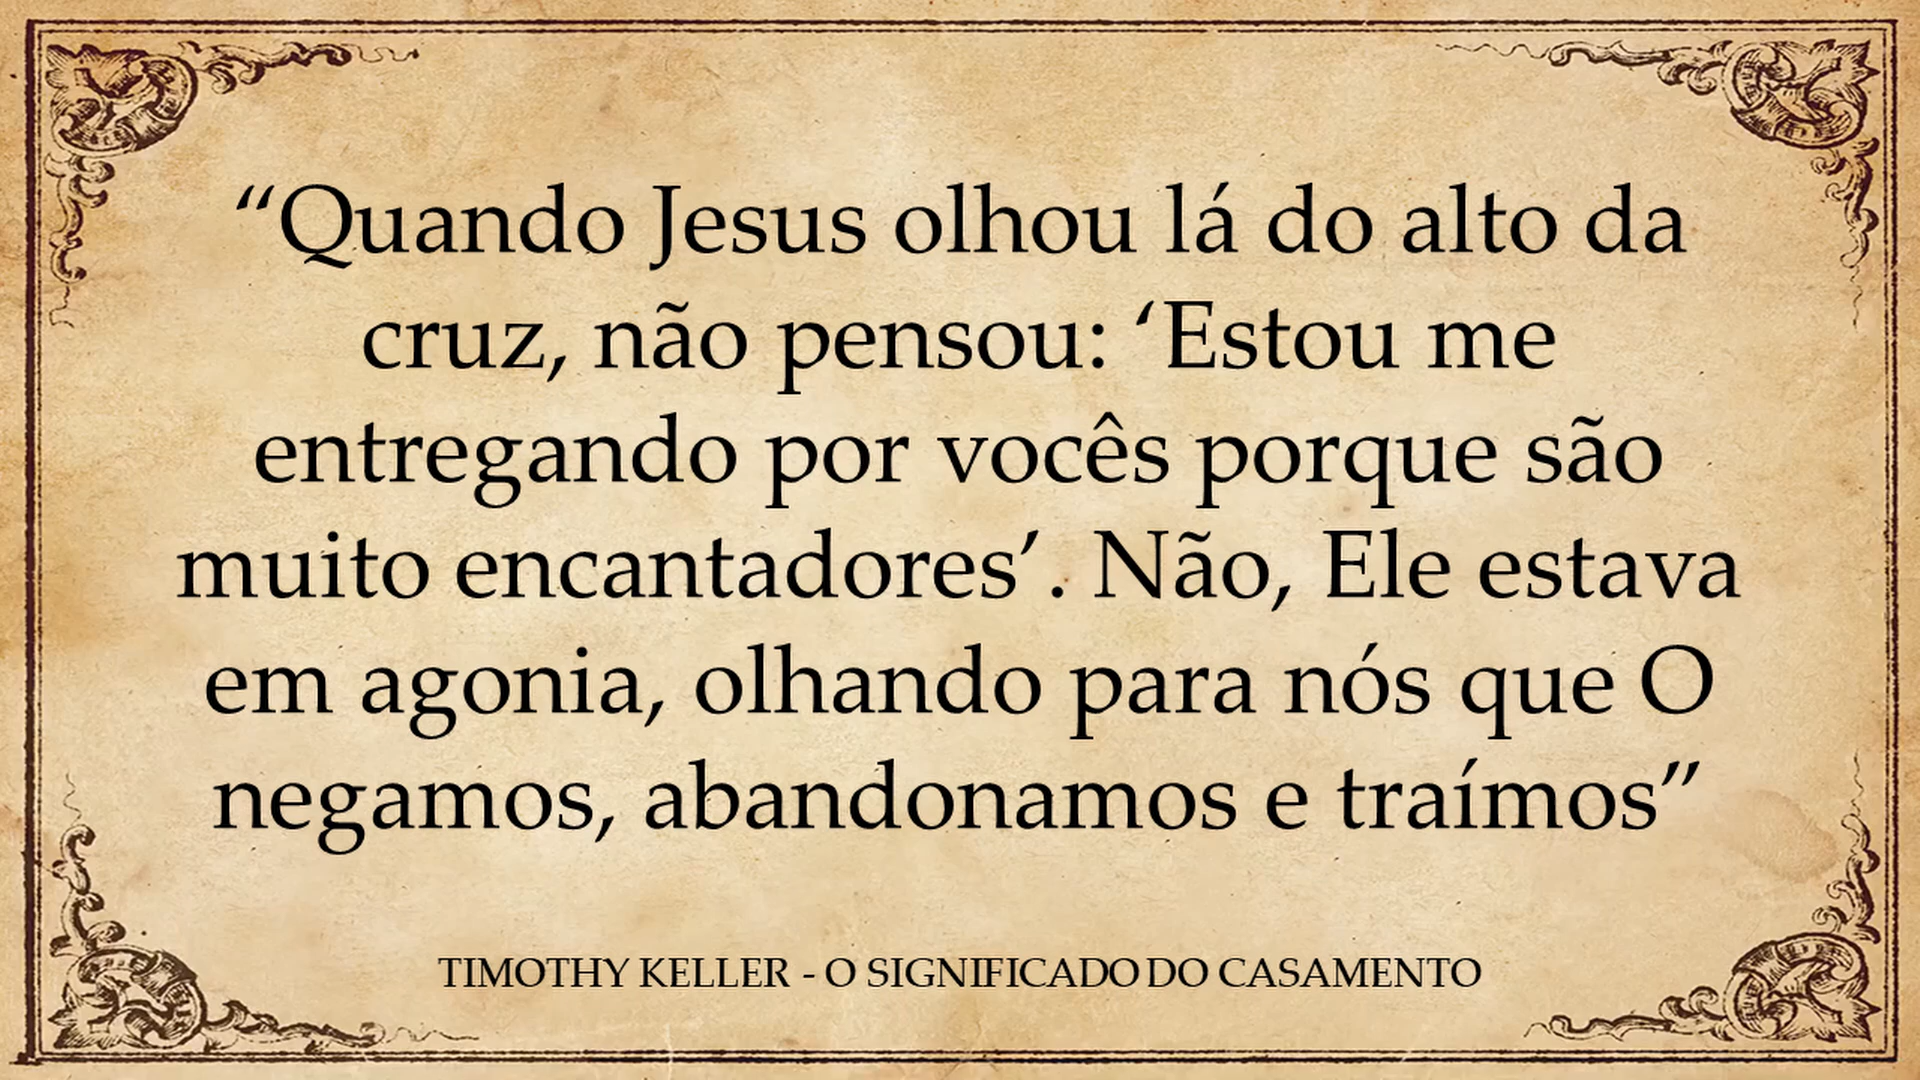 “Quando Jesus olhou lá do alto da
cruz, não pensou: ‘Estou me
entregando por vocês porque são
muito encantadores’. Não, Ele estava
em agonia, olhando para nós que O
negamos, abandonamos e traímos”
TIMOTHY KELLER - O SIGNIFICADO DO CASAMENTO